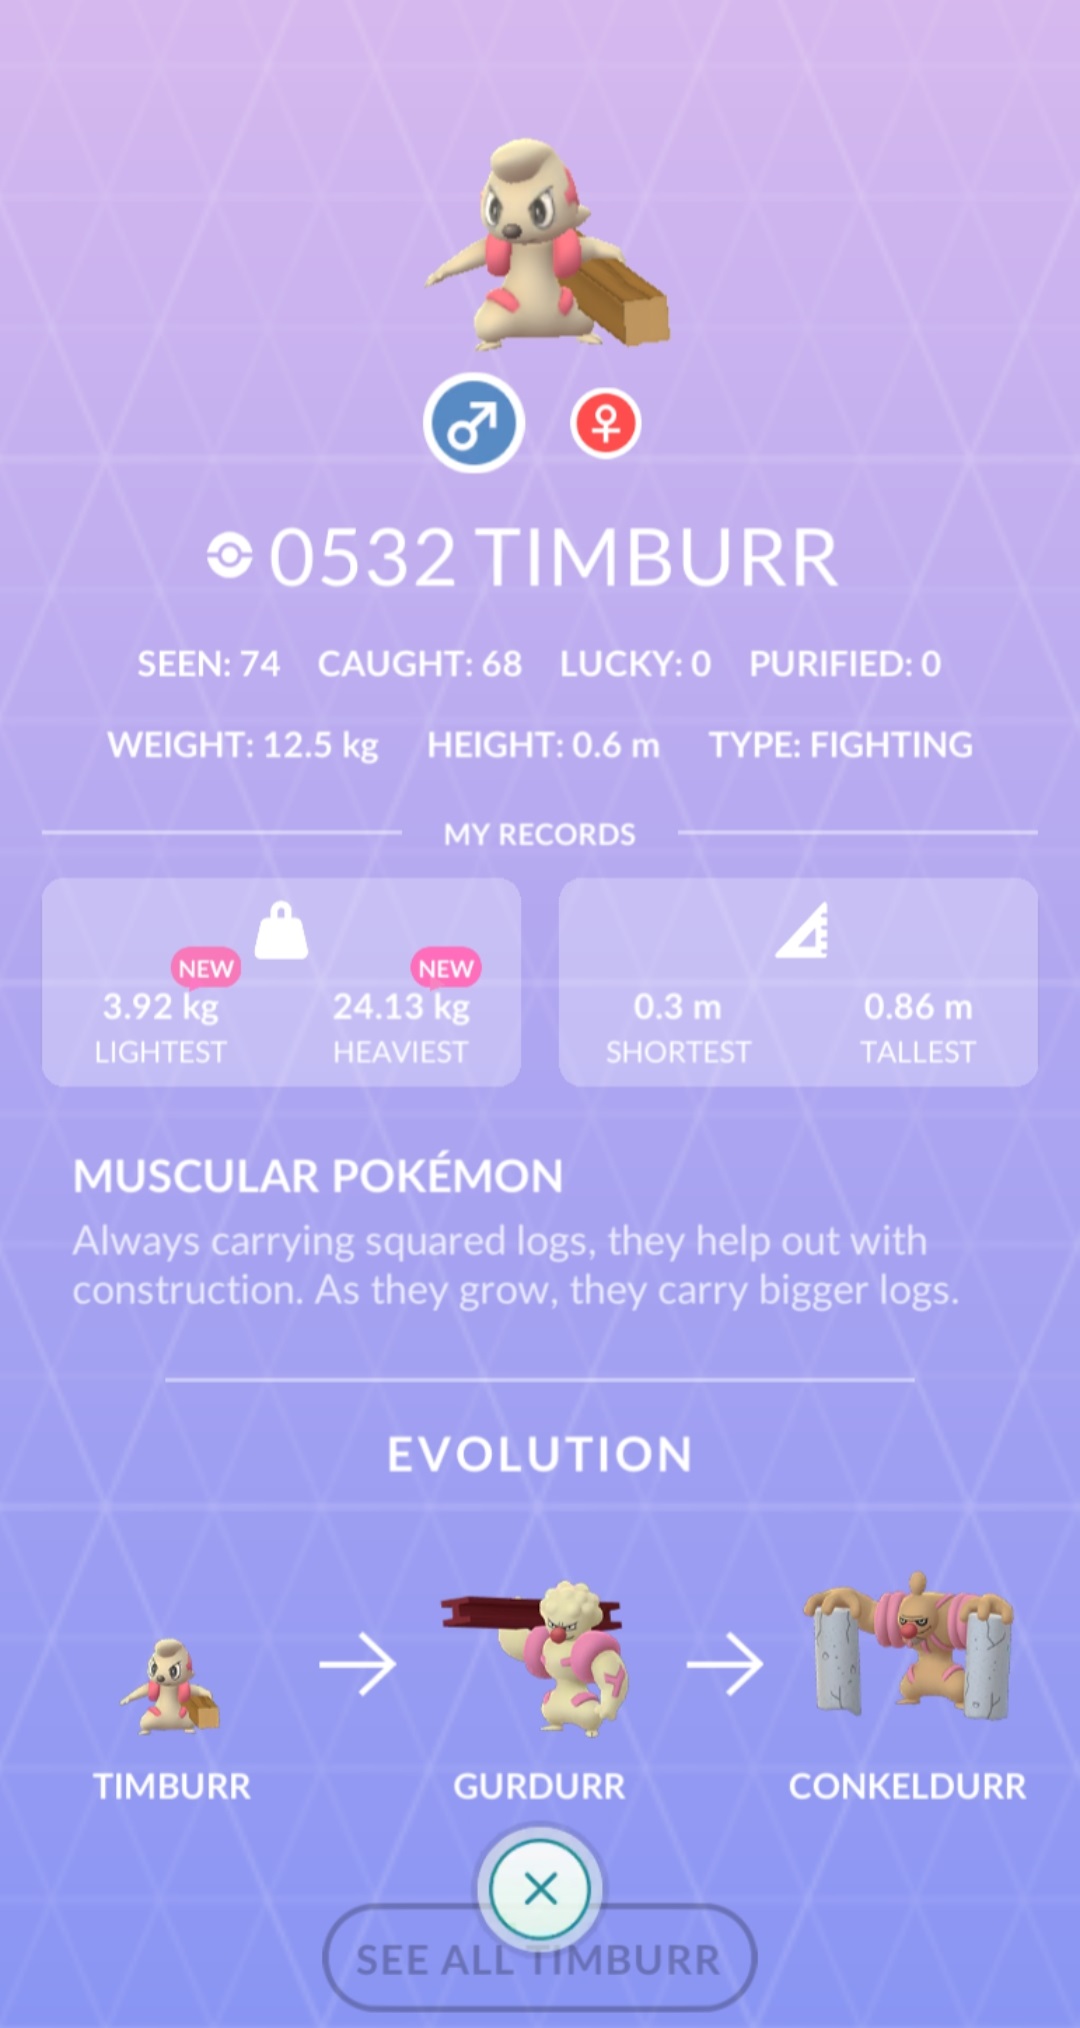 0532 TIMBURR
SEEN: 74 CAUGHT: 68 LUCKY: 0 PURIFIED: 0
WEIGHT: 12.5 kg HEIGHT: 0.6 m TYPE: FIGHTING
MY RECORDS
NEW NEW
3.92 kg 24.13 kg 0.3 m 0.86 m
LIGHTEST HEAVIEST SHORTEST TALLEST
MUSCULAR POKÉMON
Always carrying squared logs, they help out with
construction. As they grow, they carry bigger logs.
EVOLUTION
TIMBURR GURDURR CONKELDURR
SEE ALL TIMBURR